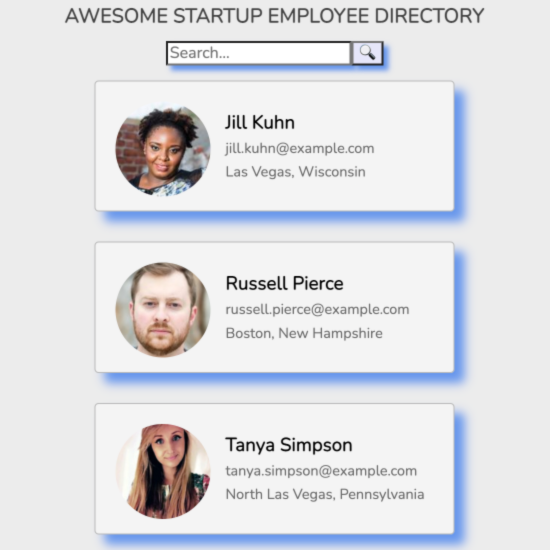 AWESOME STARTUP EMPLOYEE DIRECTORY
Search...
Jill Kuhn
jill.kuhn@example.com
Las Vegas, Wisconsin
Russell Pierce
russell.pierce@example.com
Boston, New Hampshire
Tanya Simpson
tanya.simpson@example.com
North Las Vegas, Pennsylvania